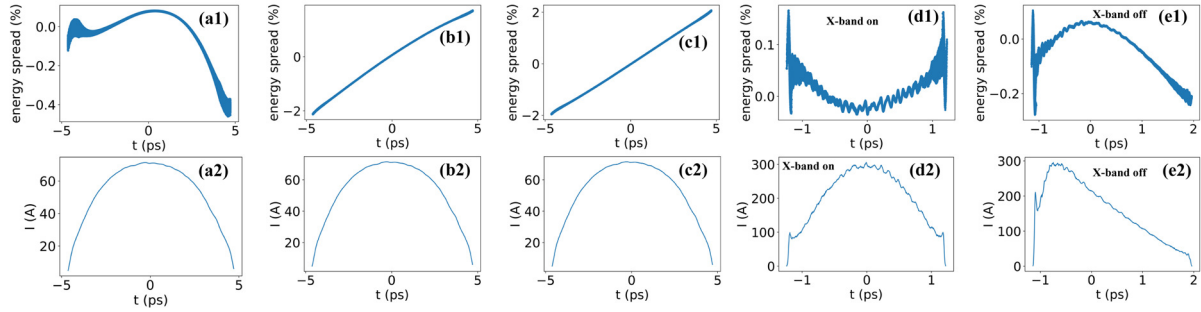 (a1)
energy spread (%)
0.0
−0.2
−0.4
−5
0
5
t (ps)
(b1)
energy spread (%)
0
−2
−5
0
5
t (ps)
(c1)
energy spread (%)
2
0
−2
−5
0
5
t (ps)
(d1)
X-band on
energy spread (%)
0.1
0.0
−1
0
1
t (ps)
(e1)
X-band off
energy spread (%)
0.0
−0.2
−1
0
1
2
t (ps)
(a2)
I (A)
60
40
20
−5
0
5
t (ps)
(b2)
I (A)
60
40
20
−5
0
5
t (ps)
(c2)
I (A)
60
40
20
−5
0
5
t (ps)
(d2)
X-band on
I (A)
300
200
100
0
−1
0
1
t (ps)
(e2)
X-band off
I (A)
300
200
100
0
−1
0
1
2
t (ps)